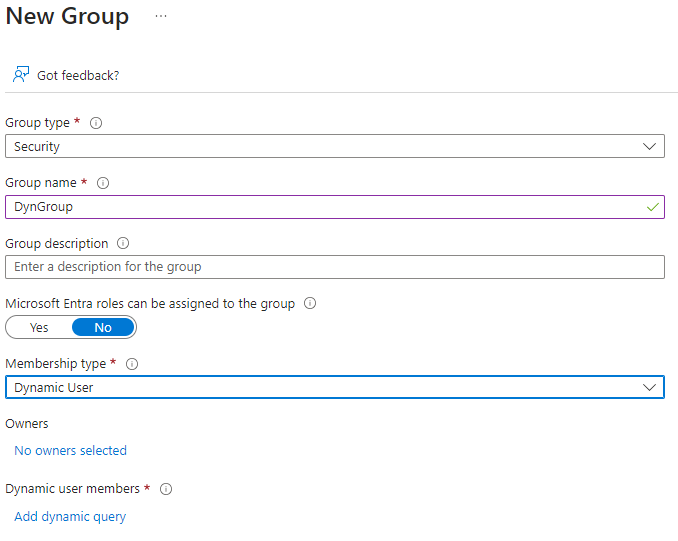 New Group ...
Got feedback?
Group type *
Security
Group name *
DynGroup
Group description
Enter a description for the group
Microsoft Entra roles can be assigned to the group
Yes No
Membership type *
Dynamic User
Owners
No owners selected
Dynamic user members *
Add dynamic query